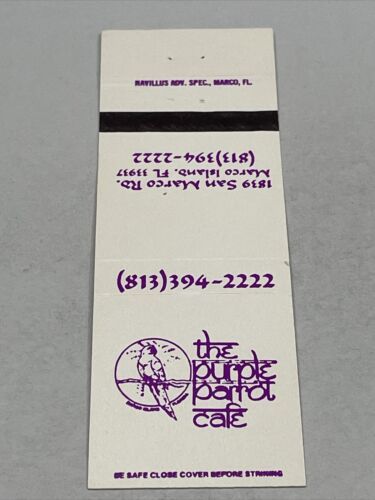 NAVILLUS ADV. SPEC., MARCO, FL.
1839 San Marco Rd.
Marco Island, FL 33937
(813)394-2222
(813)394-2222
the
purple
parrot
cafe
BE SAFE CLOSE COVER BEFORE STRIKING